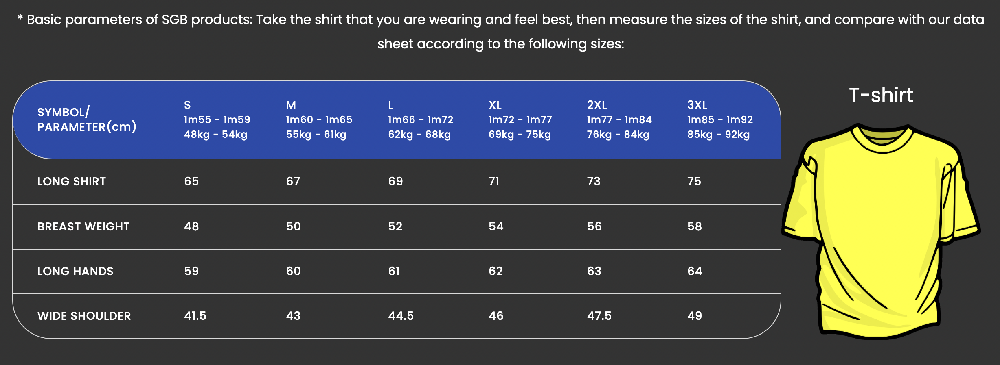 * Basic parameters of SGB products: Take the shirt that you are wearing and feel best, then measure the sizes of the shirt, and compare with our data
sheet according to the following sizes:
T-shirt
SYMBOL/
PARAMETER(cm)
S
1m55 - 1m59
48kg - 54kg
M
1m60 - 1m65
55kg - 61kg
L
1m66 - 1m72
62kg - 68kg
XL
1m72 - 1m77
69kg - 75kg
2XL
1m77 - 1m84
76kg - 84kg
3XL
1m85 - 1m92
85kg - 92kg
LONG SHIRT 65 67 69 71 73 75
BREAST WEIGHT 48 50 52 54 56 58
LONG HANDS 59 60 61 62 63 64
WIDE SHOULDER 41.5 43 44.5 46 47.5 49